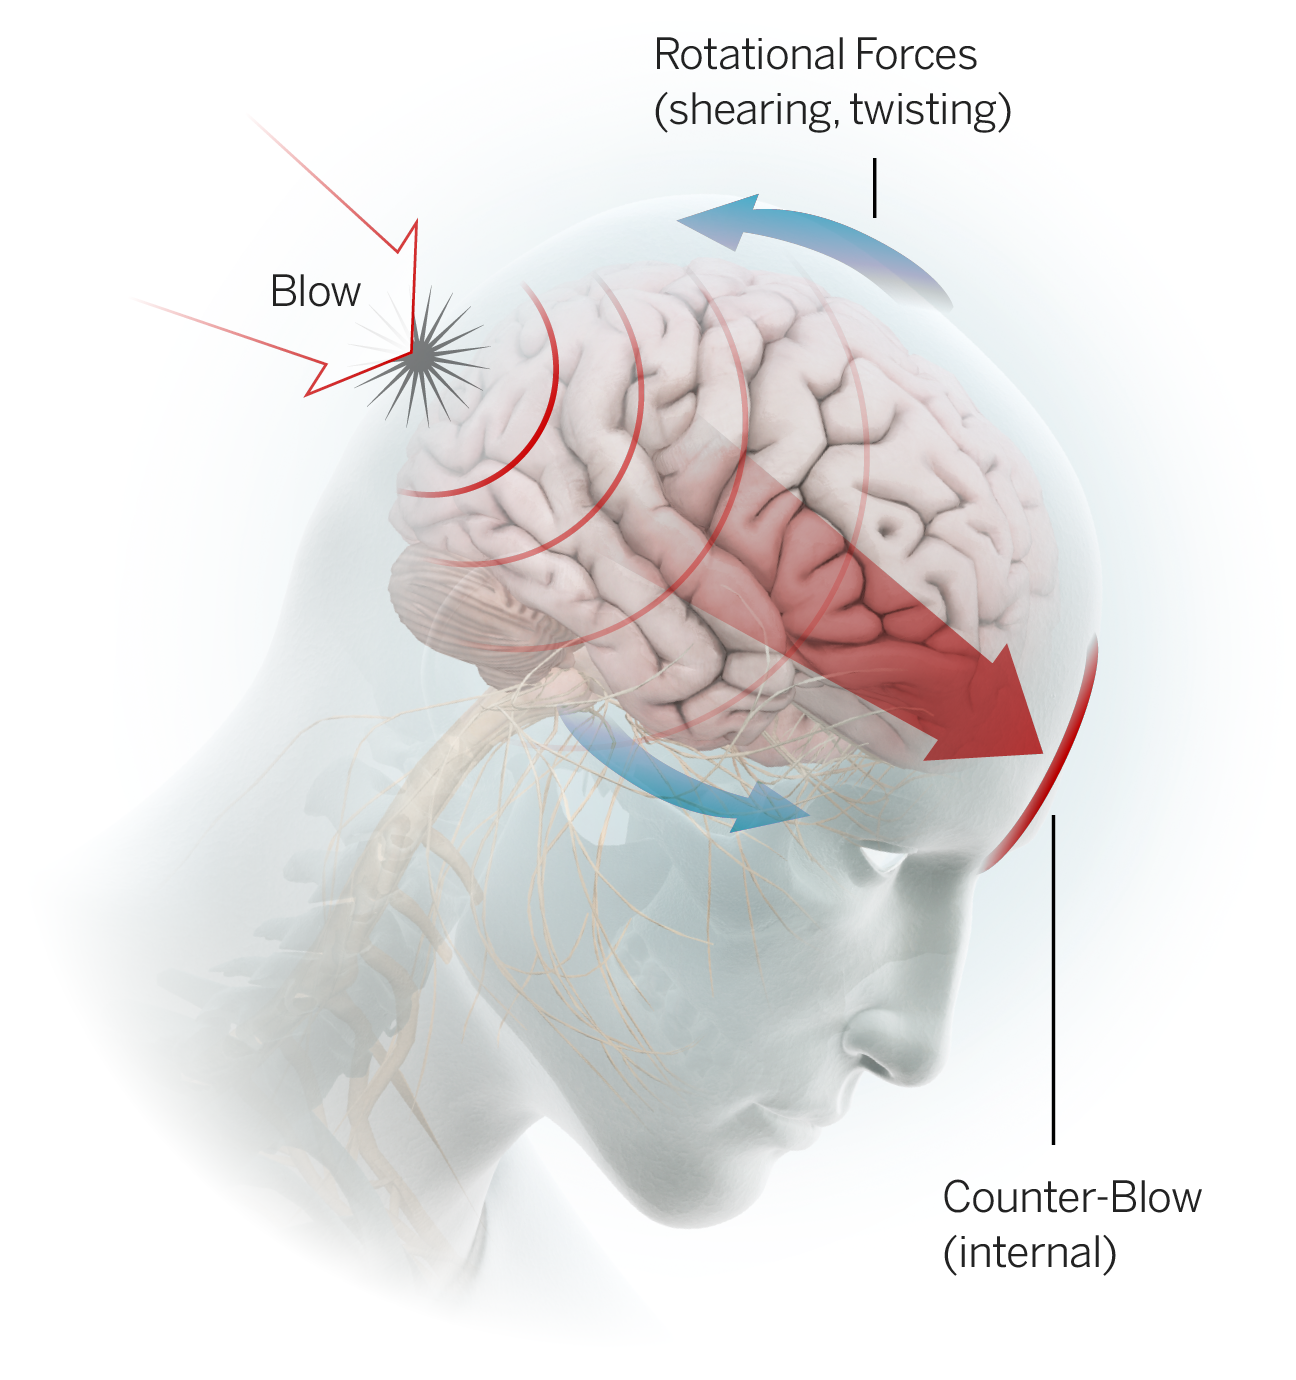 Rotational Forces
(shearing, twisting)
Blow
Counter-Blow
(internal)